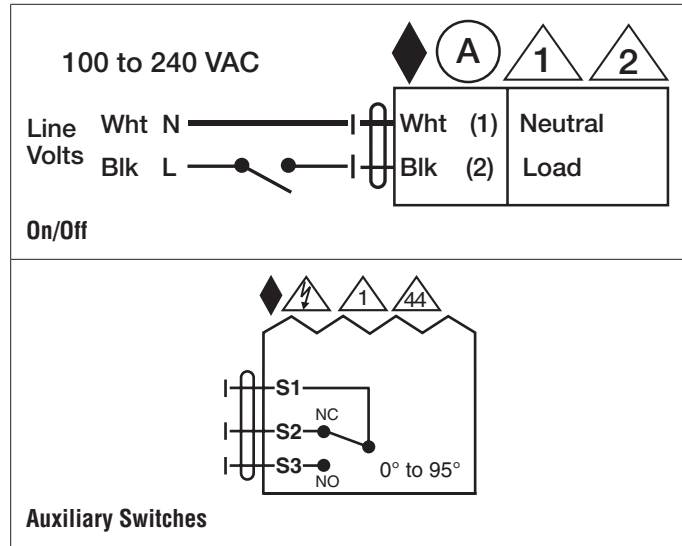 100 to 240 VAC
A 1 2
Line Volts
Wht N
Wht (1) Neutral
Blk L
Blk (2) Load
On/Off
1 44
S1
S2 NC
S3 NO
0° to 95°
Auxiliary Switches